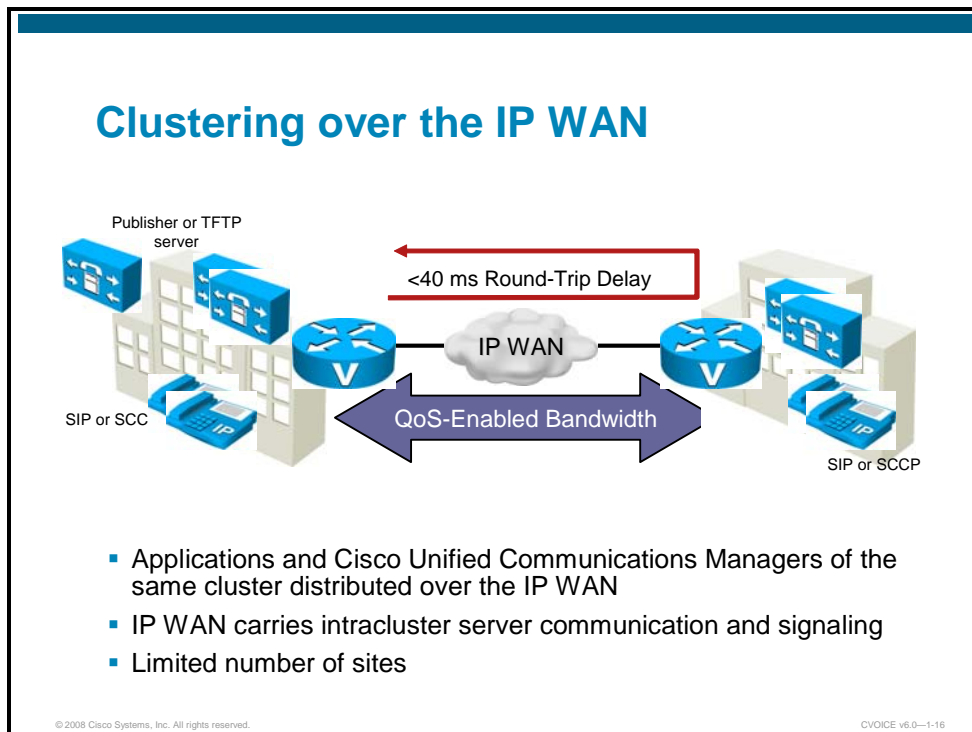 Clustering over the IP WAN
Publisher or TFTP
server
<40 ms Round-Trip Delay
IP WAN
V
V
QoS-Enabled Bandwidth
SIP or SCC
IP
IP
SIP or SCCP
Applications and Cisco Unified Communications Managers of the
same cluster distributed over the IP WAN
IP WAN carries intracluster server communication and signaling
Limited number of sites
© 2008 Cisco Systems, Inc. All rights reserved.
CVOICE v6.0—1-16